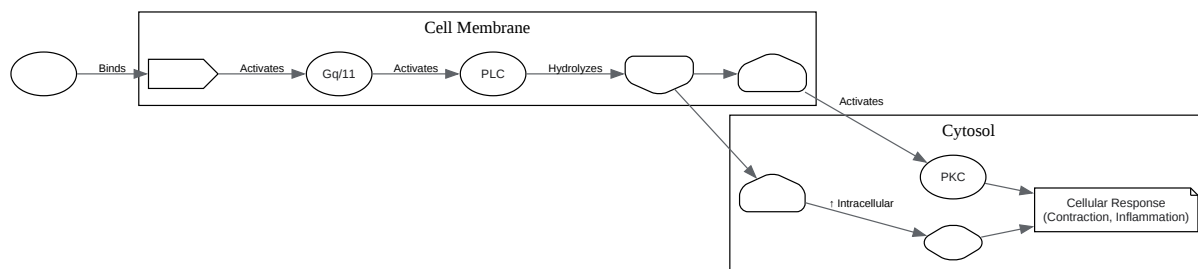 Cell Membrane
Binds
Activates
Gq/11
Activates
PLC
Hydrolyzes
Activates
Cytosol
PKC
↑ Intracellular
Cellular Response
(Contraction, Inflammation)